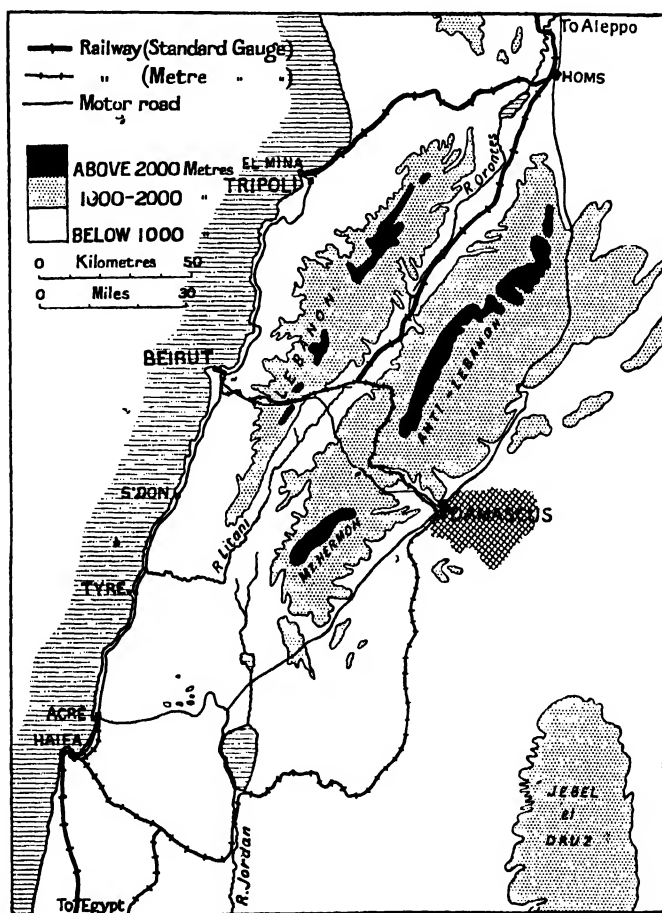 Railway (Standard Gauge)
" (Metre " ")
Motor road
ABOVE 2000 Metres
1000-2000 "
BELOW 1000 "
0 Kilometres 50
0 Miles 30
To Aleppo
HOMS
EL MINA
TRIPOLI
R. Orontes
LEBANON
BEIRUT
ANTI-LEBANON
SIDON
R. Litani
DAMASCUS
MT. HERMON
TYRE
ACRE
HAIFA
JEBEL
el
DRUZ
R. Jordan
To Egypt